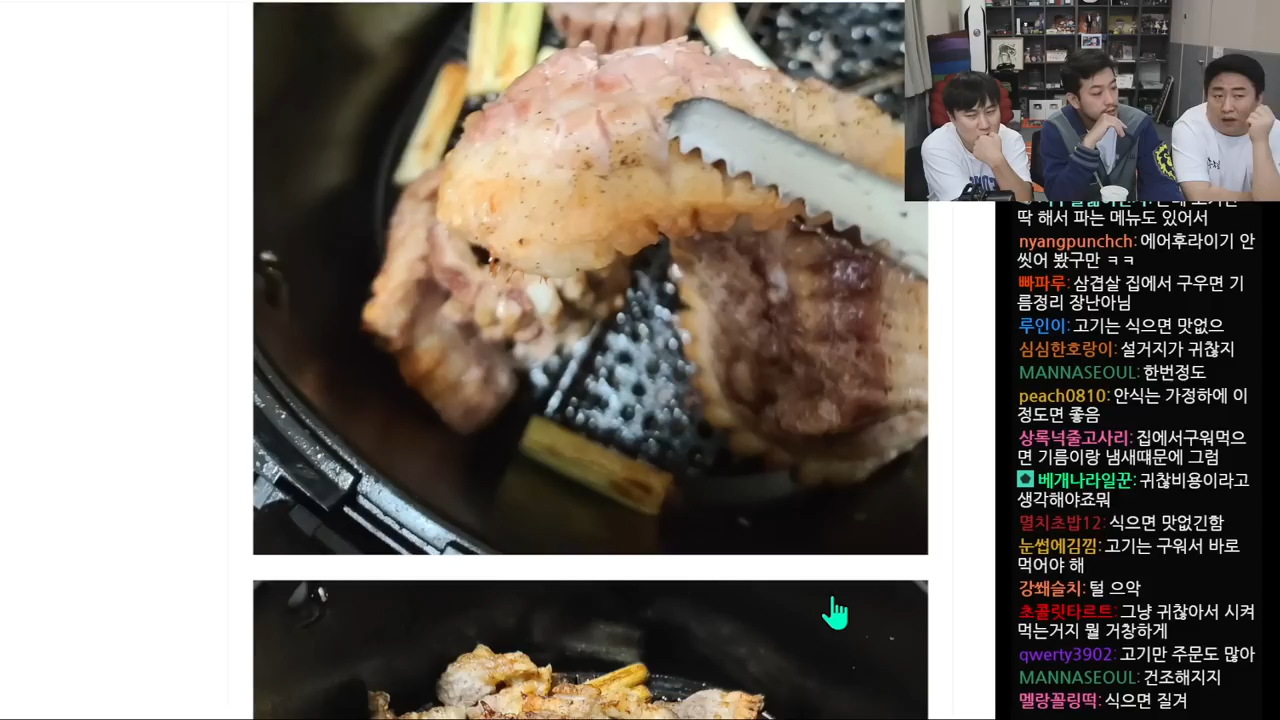 딱 해서 파는 메뉴도 있어서
nyangpunchch: 에어후라이기 안
씻어 봤구만 ㅋㅋ
빠파루: 삼겹살 집에서 구우면 기
름정리 장난아님
루인이: 고기는 식으면 맛없으
심심한호랑이: 설거지가 귀찮지
MANNASEOUL: 한번정도
peach0810: 안식는 가정하에 이
정도면 좋음
상록넉줄고사리: 집에서구워먹으
면 기름이랑 냄새때문에 그럼
베개나라일꾼: 귀찮비용이라고
생각해야죠뭐
멸치초밥12: 식으면 맛없긴함
눈썹에김낌: 고기는 구워서 바로
먹어야 해
강쐐슬치: 털 으악
초콜릿타르트: 그냥 귀찮아서 시켜
먹는거지 뭘 거창하게
qwerty3902: 고기만 주문도 많아
MANNASEOUL: 건조해지지
멜랑꼴링떡: 식으면 질겨